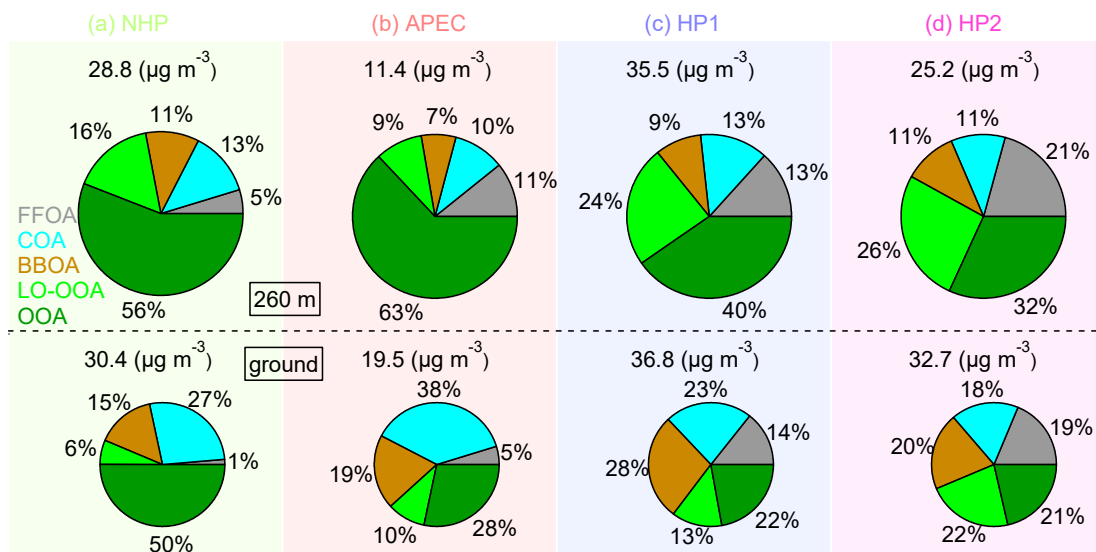 (a) NHP
(b) APEC
(c) HP1
(d) HP2
28.8 (µg m⁻³)
11.4 (µg m⁻³)
35.5 (µg m⁻³)
25.2 (µg m⁻³)
16%
11%
13%
5%
56%
9%
7%
10%
11%
63%
24%
9%
13%
13%
40%
26%
11%
11%
21%
32%
FFOA
COA
BBOA
LO-OOA
OOA
260 m
ground
30.4 (µg m⁻³)
19.5 (µg m⁻³)
36.8 (µg m⁻³)
32.7 (µg m⁻³)
6%
15%
27%
1%
50%
10%
19%
38%
5%
28%
13%
28%
23%
14%
22%
22%
20%
18%
19%
21%